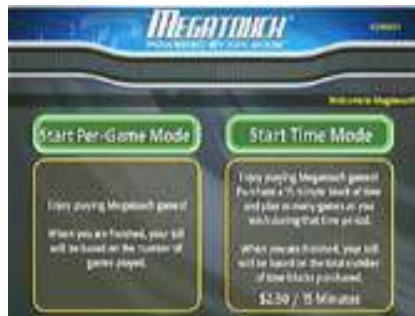 MEGATOUCH
Welcome to Megatouch
Start Per-Game Mode
Start Time Mode
Enjoy playing Megatouch games!
When you are finished, your bill
will be based on the number of
games played.
Enjoy playing Megatouch games!
Purchase a 15 minute block of time
and play as many games as you
wish during that time period.
When you are finished, your bill
will be based on the total number
of time blocks purchased.
$2.50 / 15 Minutes